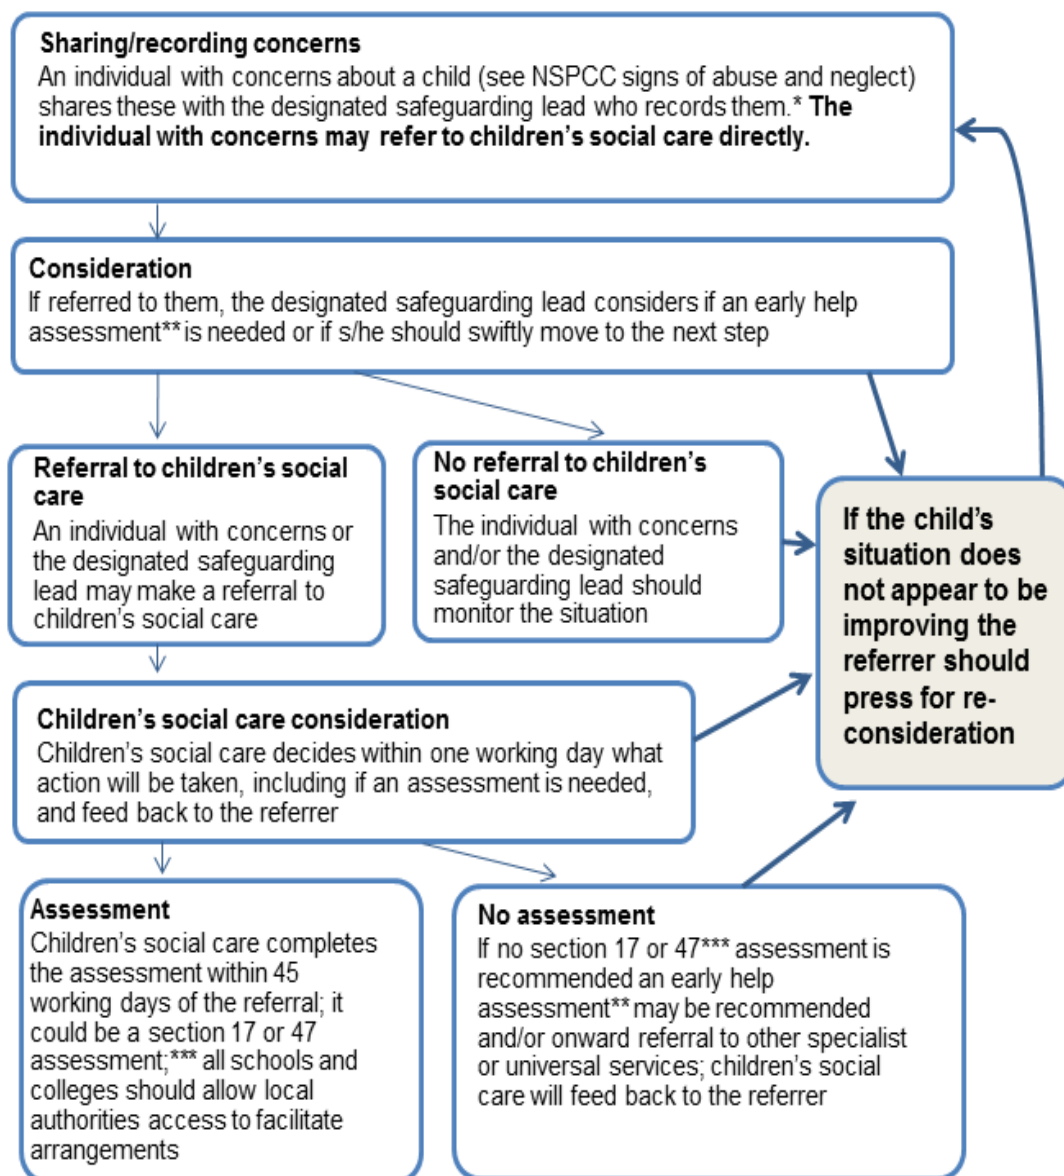 Sharing/recording concerns
An individual with concerns about a child (see NSPCC signs of abuse and neglect)
shares these with the designated safeguarding lead who records them.* The
individual with concerns may refer to children's social care directly.
Consideration
If referred to them, the designated safeguarding lead considers if an early help
assessment** is needed or if s/he should swiftly move to the next step
Referral to children's social
care
An individual with concerns or
the designated safeguarding
lead may make a referral to
children's social care
No referral to children's
social care
The individual with concerns
and/or the designated
safeguarding lead should
monitor the situation
If the child's
situation does
not appear to be
improving the
referrer should
press for re-
consideration
Children's social care consideration
Children's social care decides within one working day what
action will be taken, including if an assessment is needed,
and feed back to the referrer
Assessment
Children's social care completes
the assessment within 45
working days of the referral; it
could be a section 17 or 47
assessment;*** all schools and
colleges should allow local
authorities access to facilitate
arrangements
No assessment
If no section 17 or 47*** assessment is
recommended an early help
assessment** may be recommended
and/or onward referral to other specialist
or universal services; children's social
care will feed back to the referrer